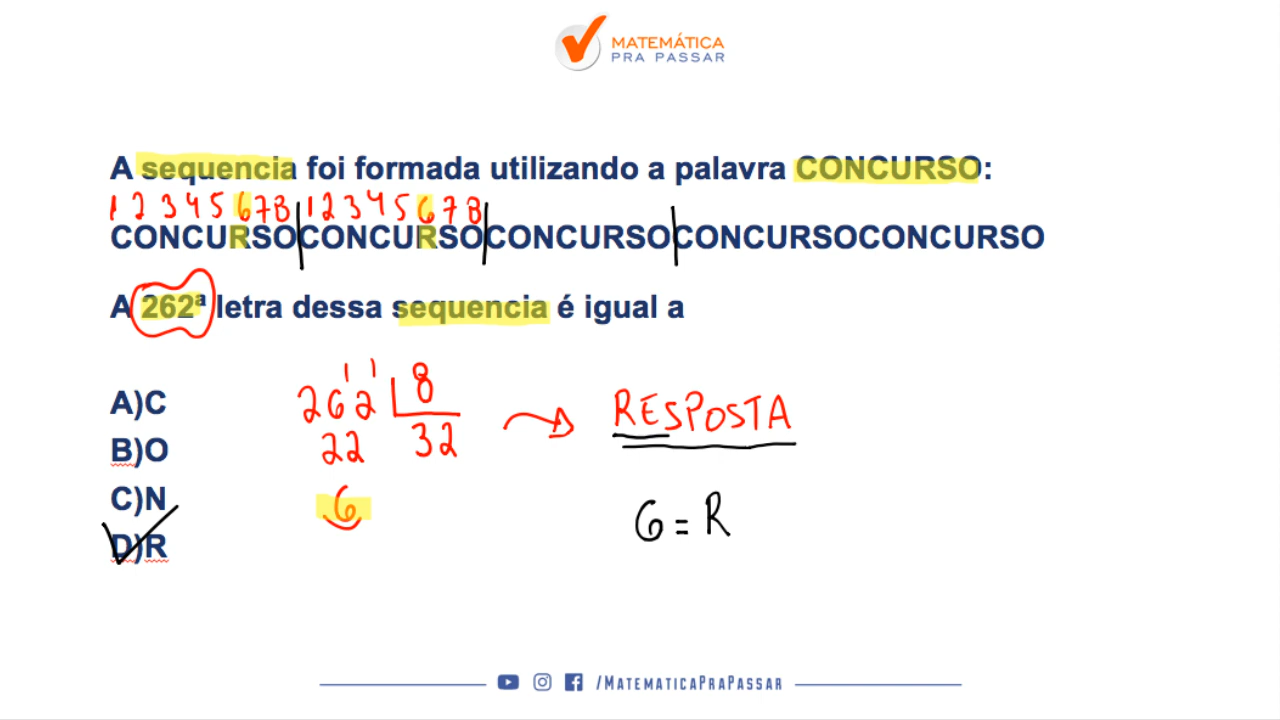 MATEMÁTICA
PRA PASSAR
A sequencia foi formada utilizando a palavra CONCURSO:
1 2 3 4 5 6 7 8 1 2 3 4 5 6 7 8
CONCURSOCONCURSOCONCURSOCONCURSOCONCURSO
A 262ª letra dessa sequencia é igual a
A)C
B)O
C)N
D)R
1 1
262 8
22 32
6
RESPOSTA
6 = R
/MATEMATICAPRAPASSAR